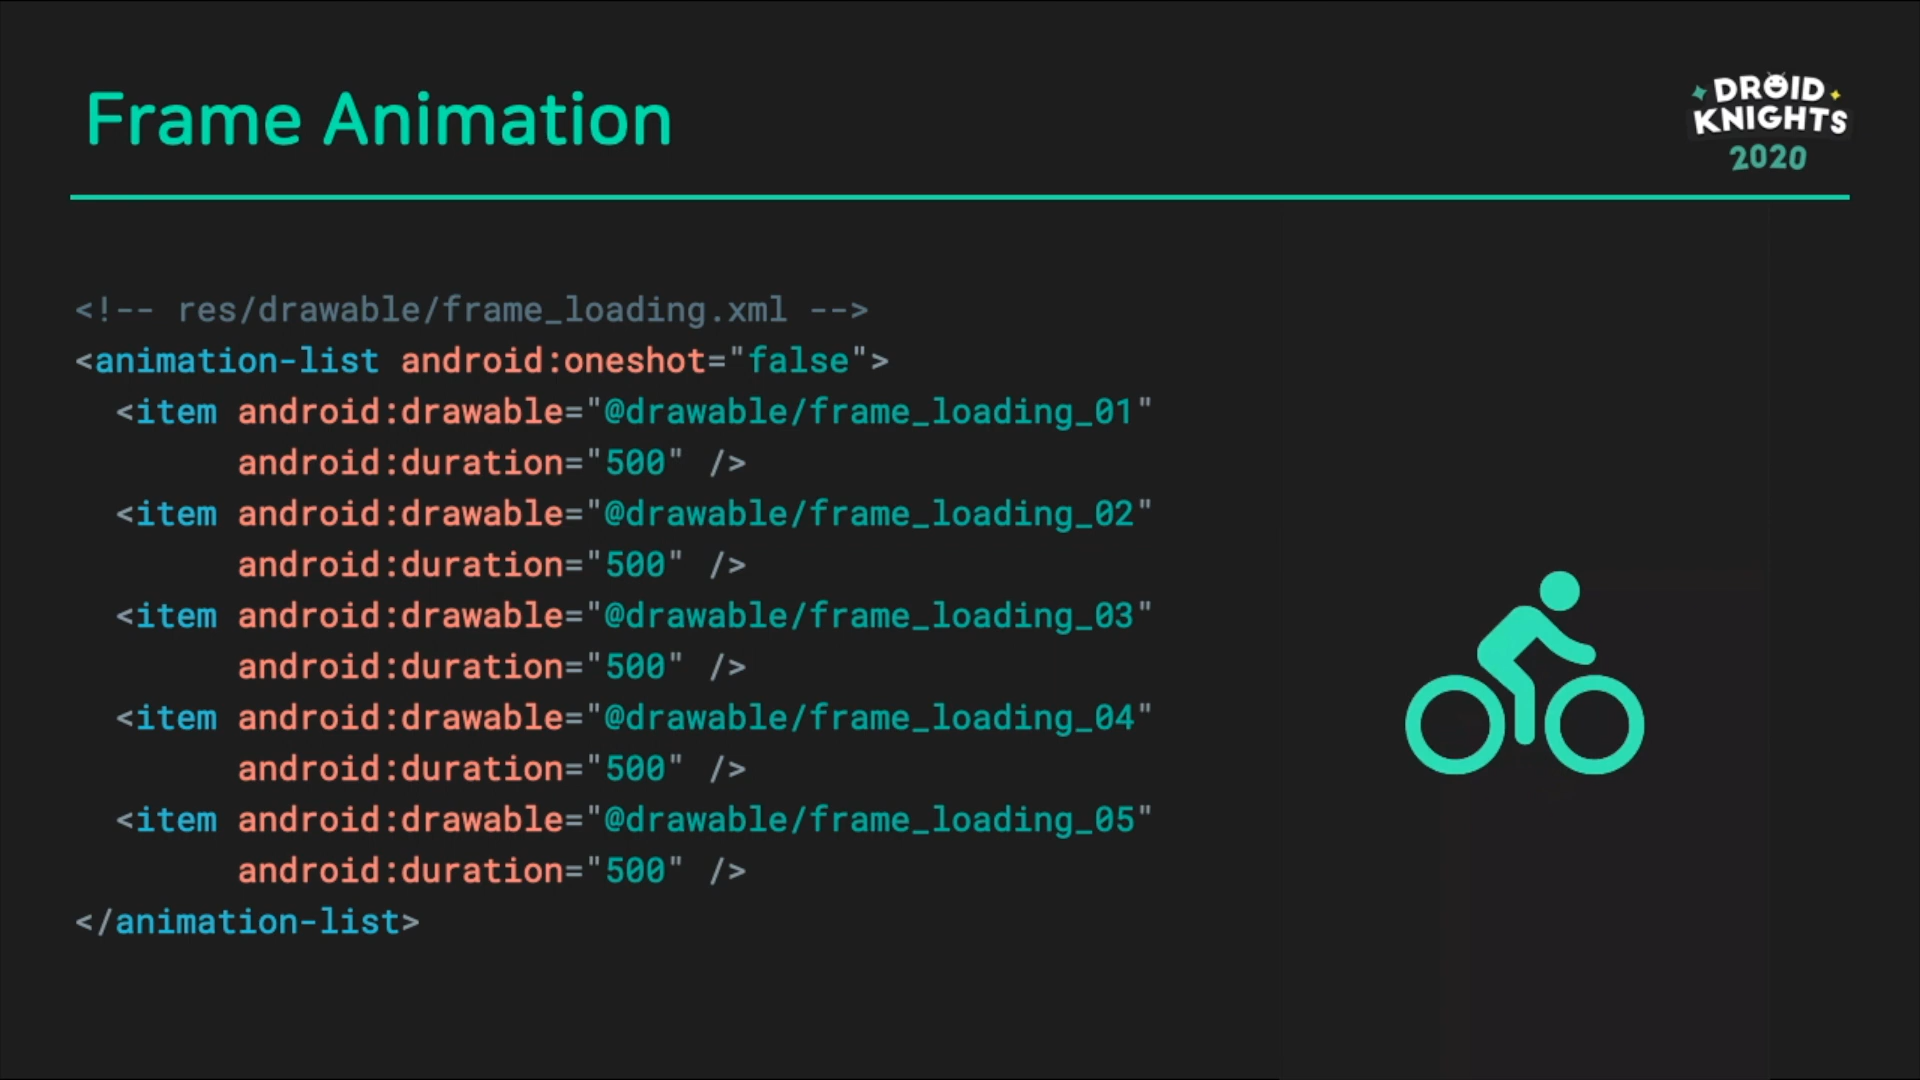 Frame Animation
DROID
KNIGHTS
2020
<!-- res/drawable/frame_loading.xml -->
<animation-list android:oneshot="false">
  <item android:drawable="@drawable/frame_loading_01"
        android:duration="500" />
  <item android:drawable="@drawable/frame_loading_02"
        android:duration="500" />
  <item android:drawable="@drawable/frame_loading_03"
        android:duration="500" />
  <item android:drawable="@drawable/frame_loading_04"
        android:duration="500" />
  <item android:drawable="@drawable/frame_loading_05"
        android:duration="500" />
</animation-list>